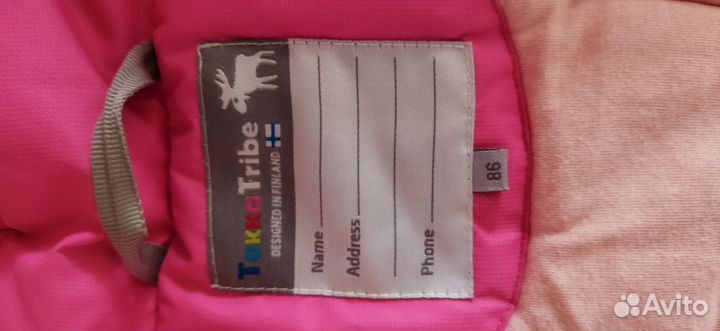 TokkaTribe
DESIGNED IN FINLAND
Name
Address
Phone
86
Avito